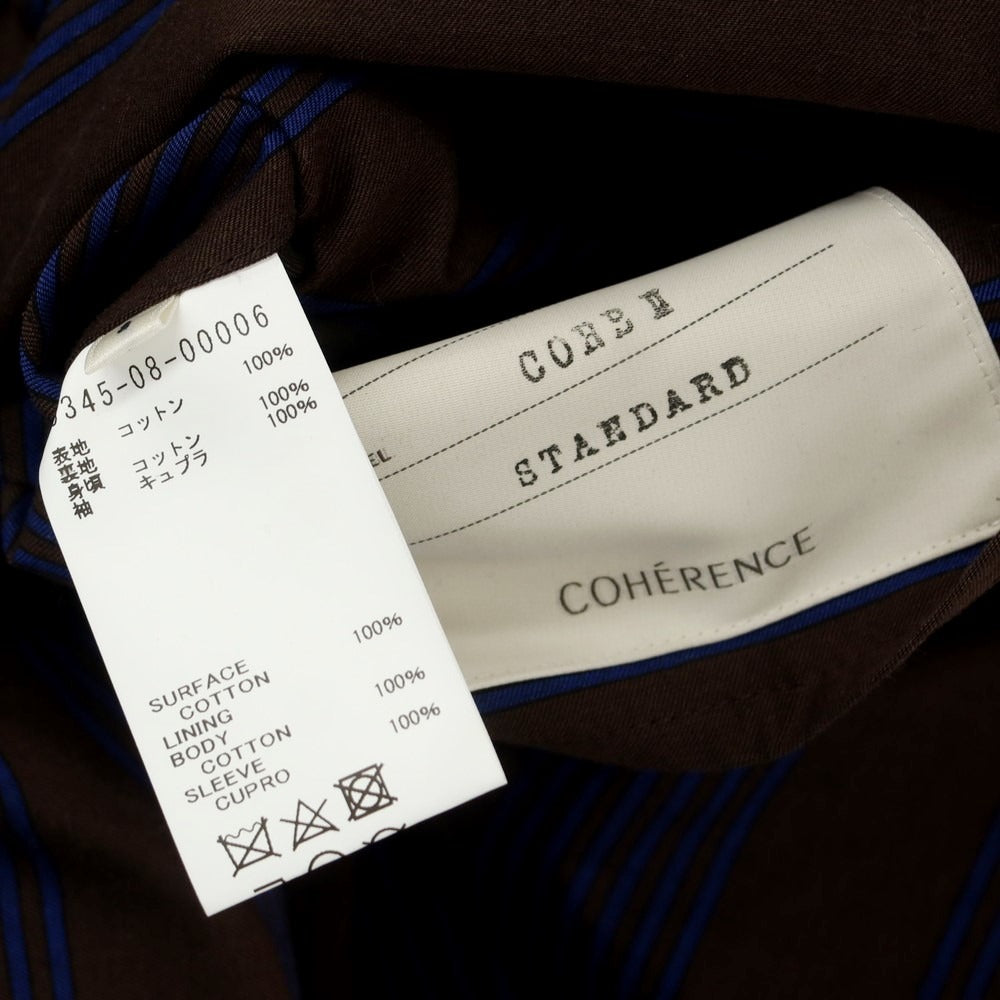 345-08-00006
表地
コットン 100%
裏地
身頃 コットン 100%
袖 キュプラ 100%
SURFACE
COTTON 100%
LINING
BODY
COTTON 100%
SLEEVE
CUPRO 100%
EL
CORB II
STANDARD
COHÉRENCE